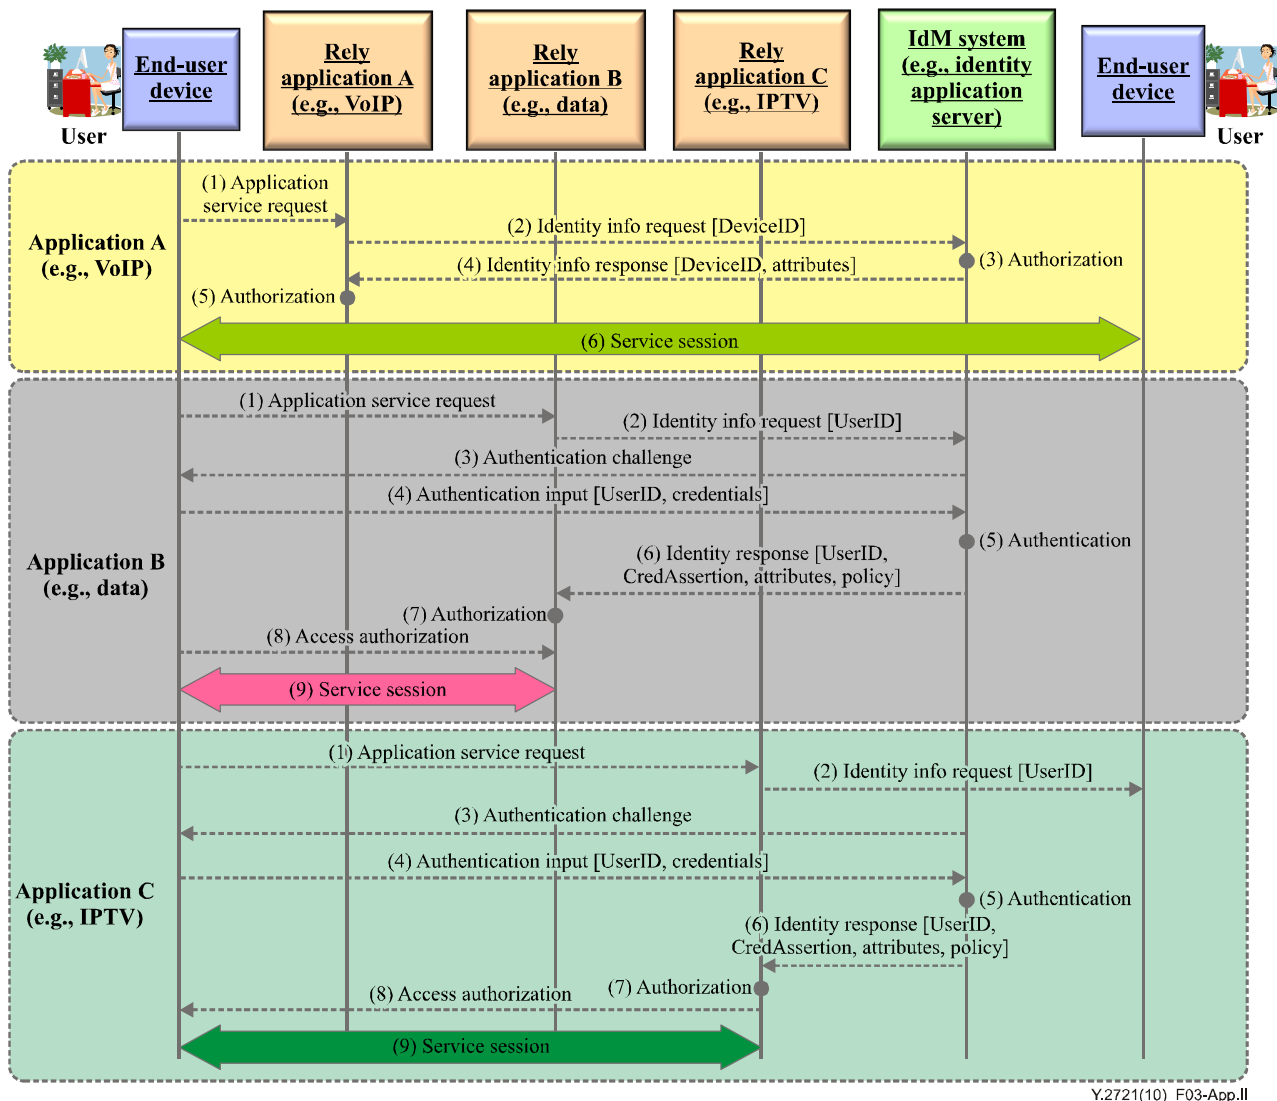 End-user
device
Rely
application A
(e.g., VoIP)
Rely
application B
(e.g., data)
Rely
application C
(e.g., IPTV)
IdM system
(e.g., identity
application
server)
End-user
device
User
User
Application A
(e.g., VoIP)
(1) Application
service request
(2) Identity info request [DeviceID]
(3) Authorization
(4) Identity info response [DeviceID, attributes]
(5) Authorization
(6) Service session
Application B
(e.g., data)
(1) Application service request
(2) Identity info request [UserID]
(3) Authentication challenge
(4) Authentication input [UserID, credentials]
(5) Authentication
(6) Identity response [UserID,
CredAssertion, attributes, policy]
(7) Authorization
(8) Access authorization
(9) Service session
Application C
(e.g., IPTV)
(1) Application service request
(2) Identity info request [UserID]
(3) Authentication challenge
(4) Authentication input [UserID, credentials]
(5) Authentication
(6) Identity response [UserID,
CredAssertion, attributes, policy]
(7) Authorization
(8) Access authorization
(9) Service session
Y.2721(10)_F03-App.II